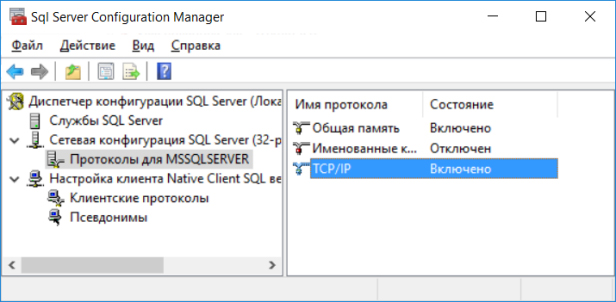 Sql Server Configuration Manager
Файл Действие Вид Справка
Диспетчер конфигурации SQL Server (Лока
Службы SQL Server
Сетевая конфигурация SQL Server (32-р
Протоколы для MSSQLSERVER
Настройка клиента Native Client SQL ве
Клиентские протоколы
Псевдонимы
Имя протокола Состояние
Общая память Включено
Именованные к... Отключен
TCP/IP Включено